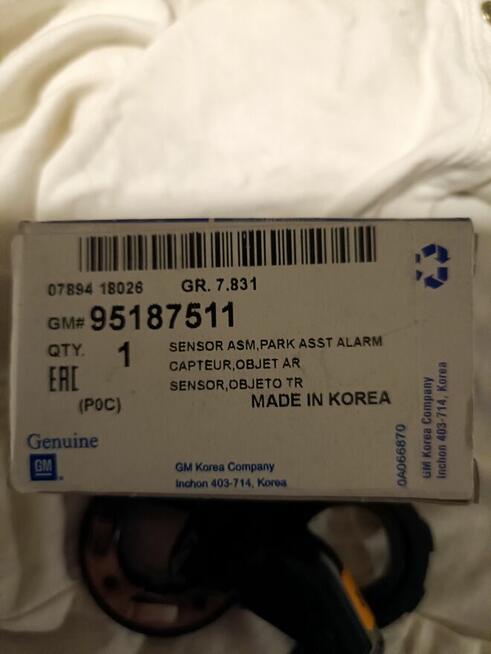 07894 18026 GR. 7.831
GM# 95187511
QTY. 1
SENSOR ASM,PARK ASST ALARM
CAPTEUR,OBJET AR
SENSOR,OBJETO TR
EAC
(P0C)
MADE IN KOREA
Genuine
GM
GM Korea Company
Inchon 403-714, Korea
0A066870
GM Korea Company
Inchon 403-714, Korea